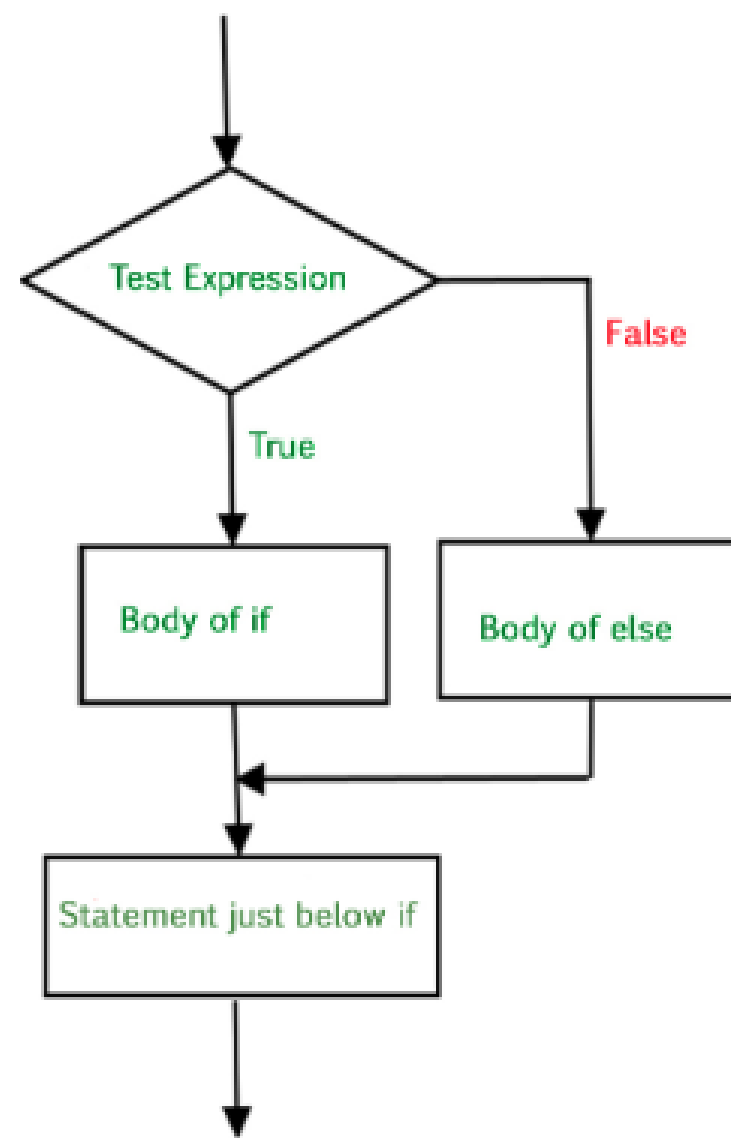 Test Expression
False
True
Body of if
Body of else
Statement just below if